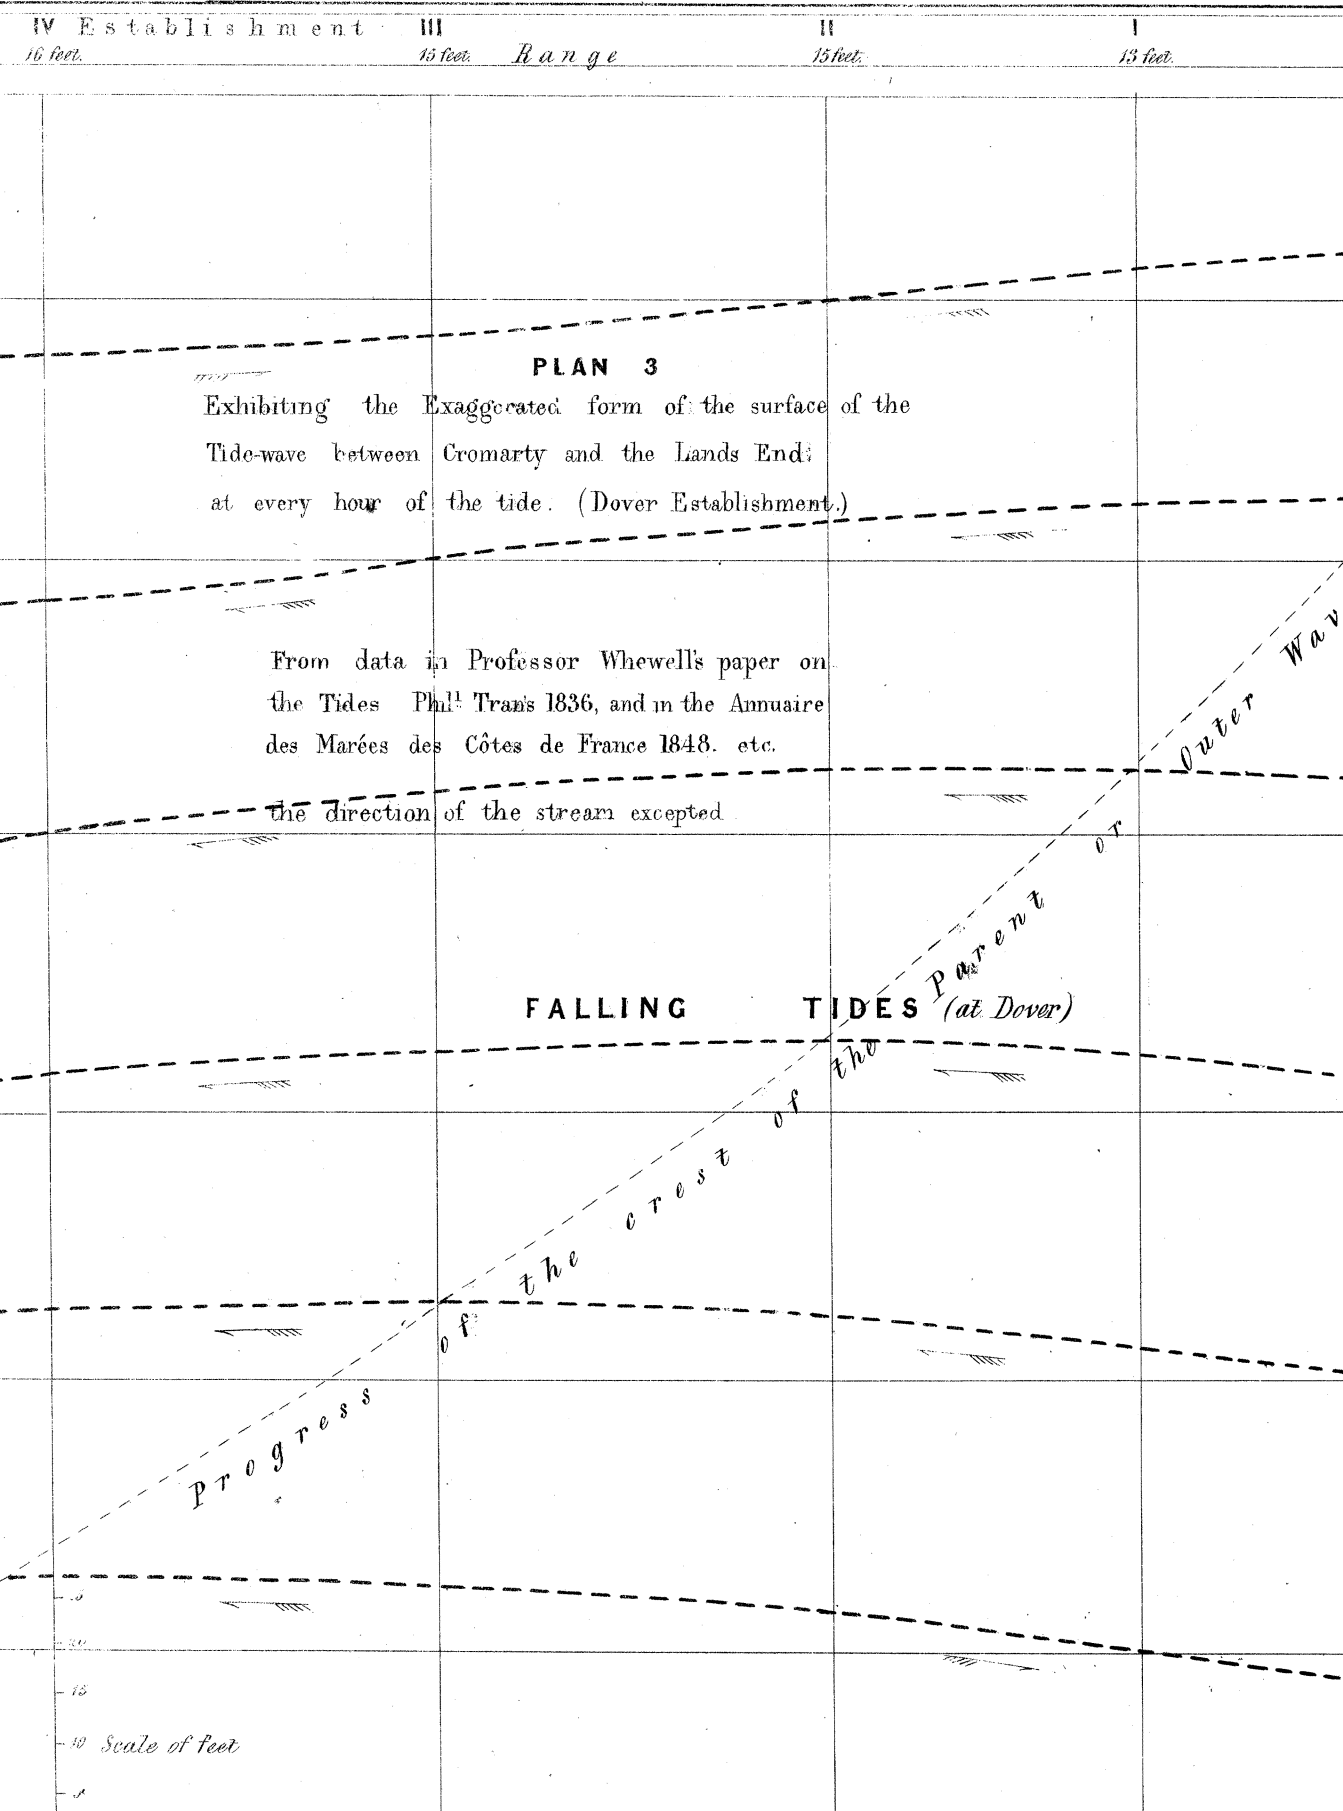 IV Establishment III II I
16 feet. 15 feet. Range 15 feet. 13 feet.
PLAN 3
Exhibiting the Exaggerated form of the surface of the
Tide-wave between Cromarty and the Lands End:
at every hour of the tide. (Dover Establishment.)
From data in Professor Whewell's paper on
the Tides Phil! Trans 1836, and in the Annuaire
des Marées des Côtes de France 1848. etc.
the direction of the stream excepted
FALLING TIDES (at Dover)
Progress of the crest of the Parent or Outer Wav
15
10 Scale of feet
5